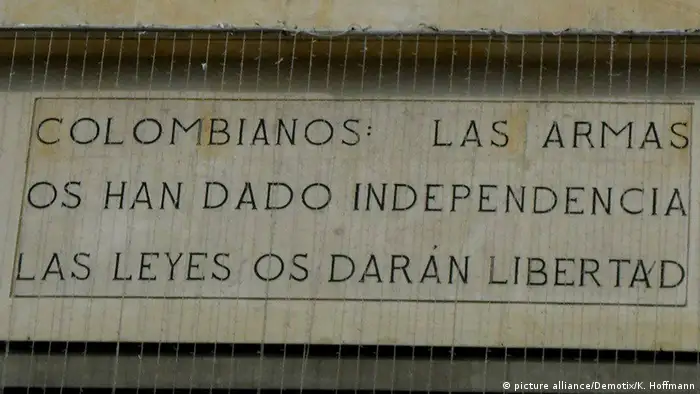 COLOMBIANOS: LAS ARMAS
OS HAN DADO INDEPENDENCIA
LAS LEYES OS DARÁN LIBERTAD
© picture alliance/Demotix/K. Hoffmann